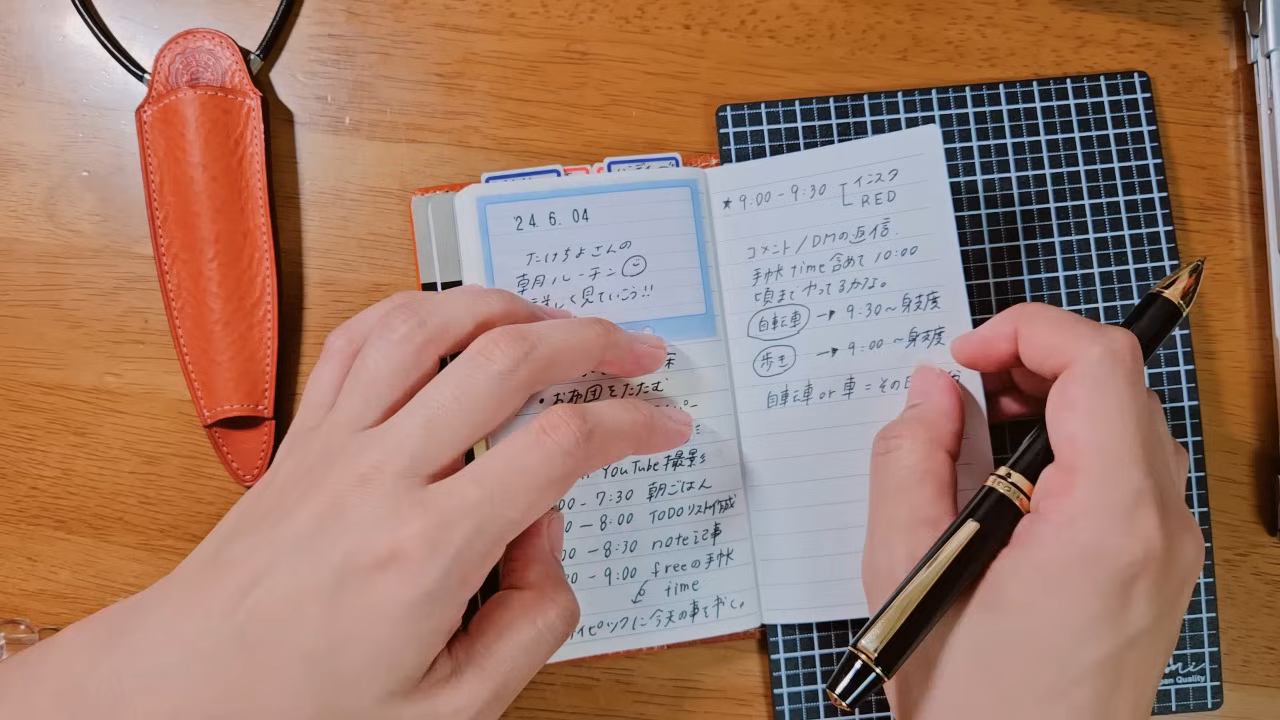 '24. 6. 04
たけちよさんの
朝ルーチン
詳しく見ていこう!!
・お布団をたたむ
YouTube撮影
00-7:30 朝ごはん
0-8:00 TODOリスト作成
00-8:30 note記事
00-9:00 freeの手帳
time
に今天の事を書く。
★9:00-9:30 インスタ
RED
コメント/DMの返信.
手帳time含めて10:00
頃までやってるかな。
自転車→9:30~身支度
歩き→9:00~身支度
自転車 or 車=その日